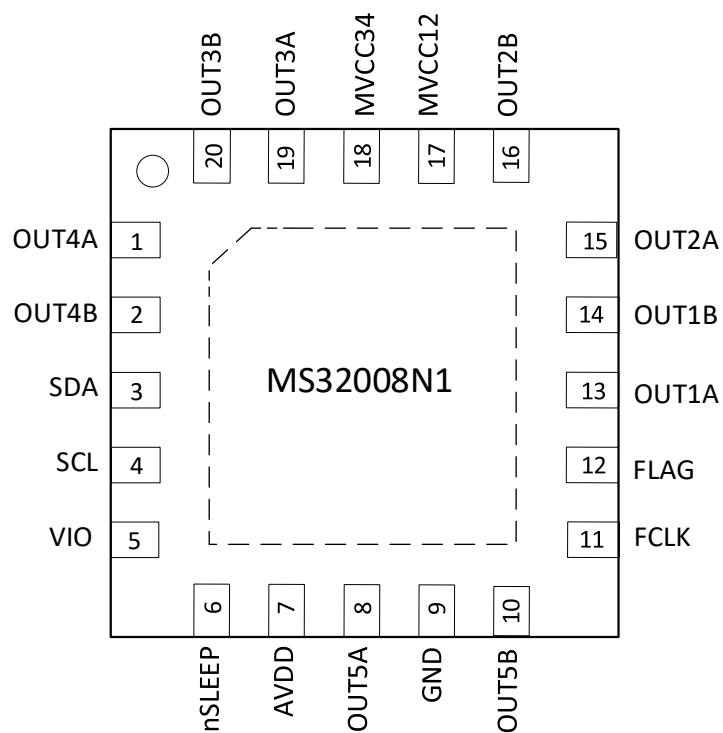 OUT3B OUT3A MVCC34 MVCC12 OUT2B
20 19 18 17 16
OUT4A 1 15 OUT2A
OUT4B 2 14 OUT1B
MS32008N1
SDA 3 13 OUT1A
SCL 4 12 FLAG
VIO 5 11 FCLK
6 7 8 9 10
nSLEEP AVDD OUT5A GND OUT5B